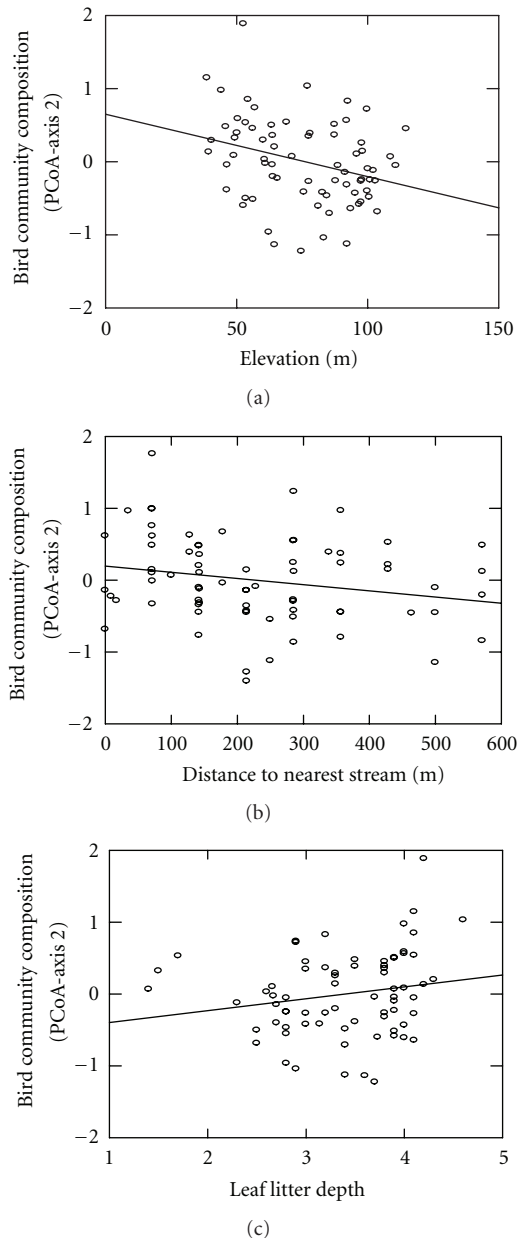 2
1
0
−1
−2
Bird community composition
(PCoA-axis 2)
0 50 100 150
Elevation (m)
(a)
2
1
0
−1
−2
Bird community composition
(PCoA-axis 2)
0 100 200 300 400 500 600
Distance to nearest stream (m)
(b)
2
1
0
−1
−2
Bird community composition
(PCoA-axis 2)
1 2 3 4 5
Leaf litter depth
(c)